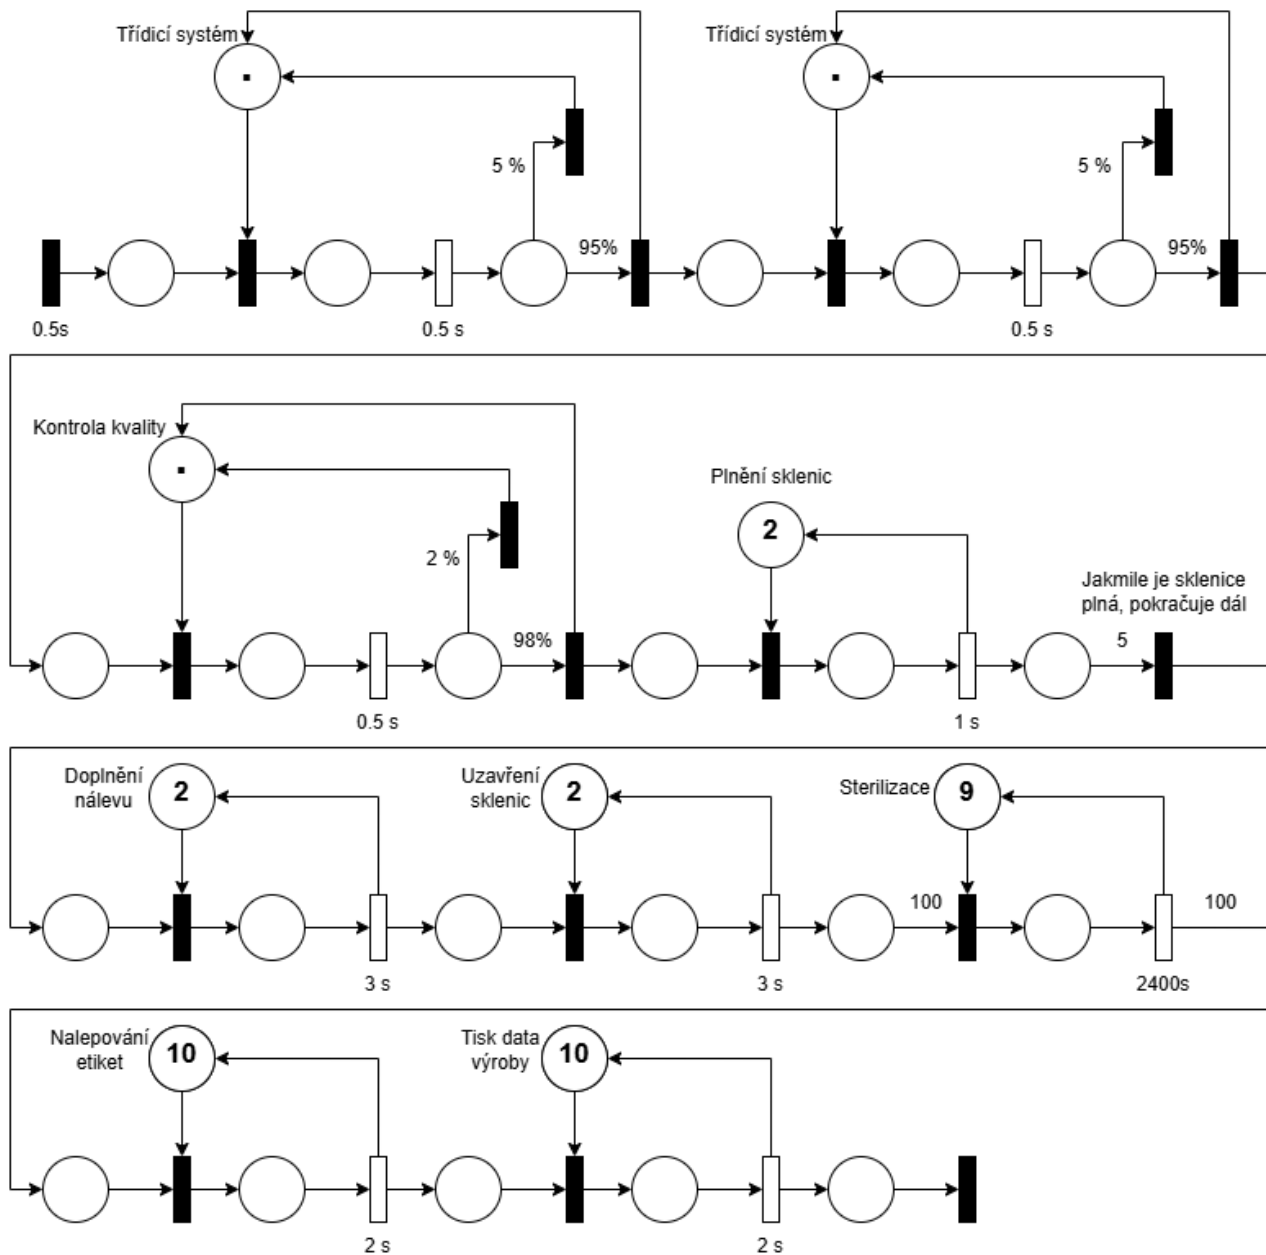 Třídicí systém
Třídicí systém
5 %
5 %
95%
95%
0.5s
0.5 s
0.5 s
Kontrola kvality
Plnění sklenic
2
2 %
Jakmile je sklenice
plná, pokračuje dál
98%
5
0.5 s
1 s
Doplnění
nálevu
2
Uzavření
sklenic
2
Sterilizace
9
100
100
3 s
3 s
2400s
Nalepování
etiket
10
Tisk data
výroby
10
2 s
2 s